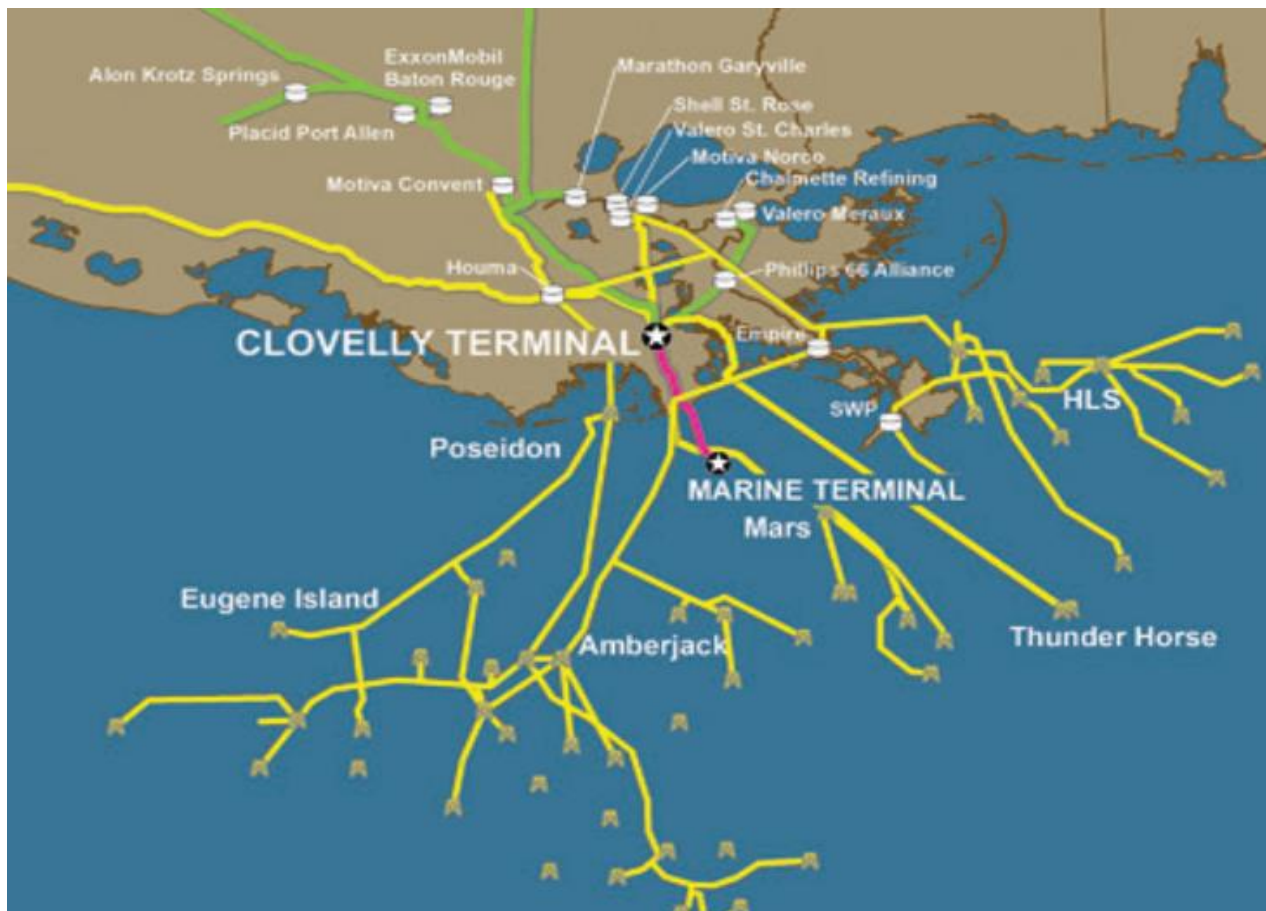 ExxonMobil
Baton Rouge
Alon Krotz Springs
Marathon Garyville
Placid Port Allen
Shell St. Rose
Valero St. Charles
Motiva Norco
Motiva Convent
Chalmette Refining
Valero Meraux
Houma
Phillips 66 Alliance
CLOVELLY TERMINAL
Empire
SWP
HLS
Poseidon
MARINE TERMINAL
Mars
Eugene Island
Amberjack
Thunder Horse